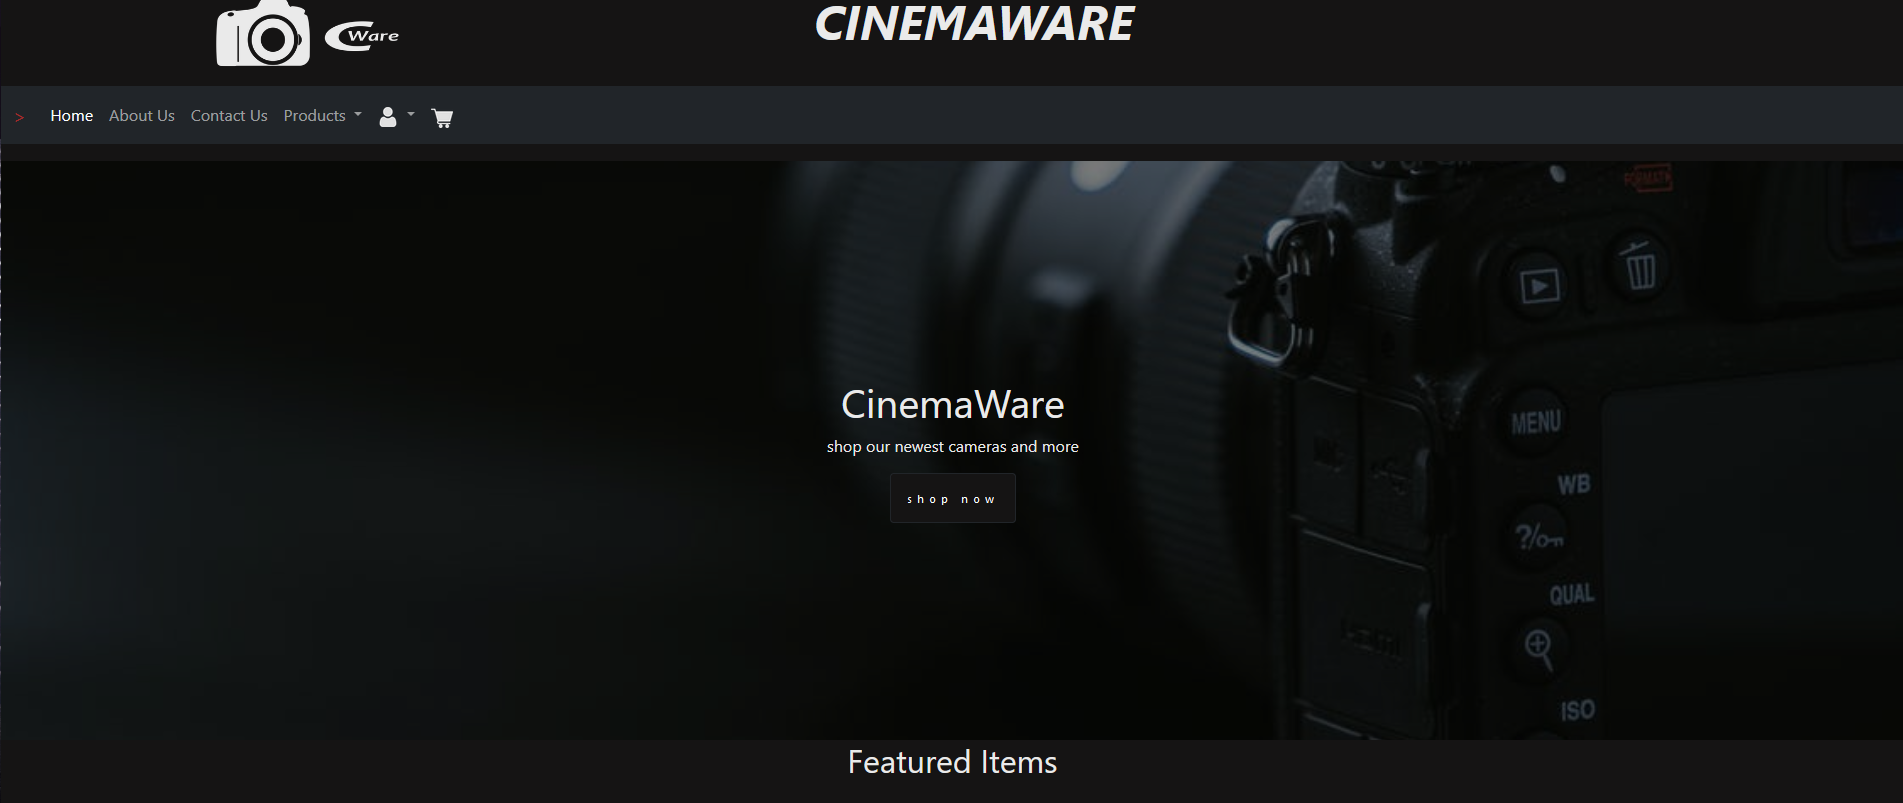 CWare
CINEMAWARE
> Home About Us Contact Us Products
FORMAT
MENU
WB
?/
QUAL
ISO
CinemaWare
shop our newest cameras and more
shop now
Featured Items